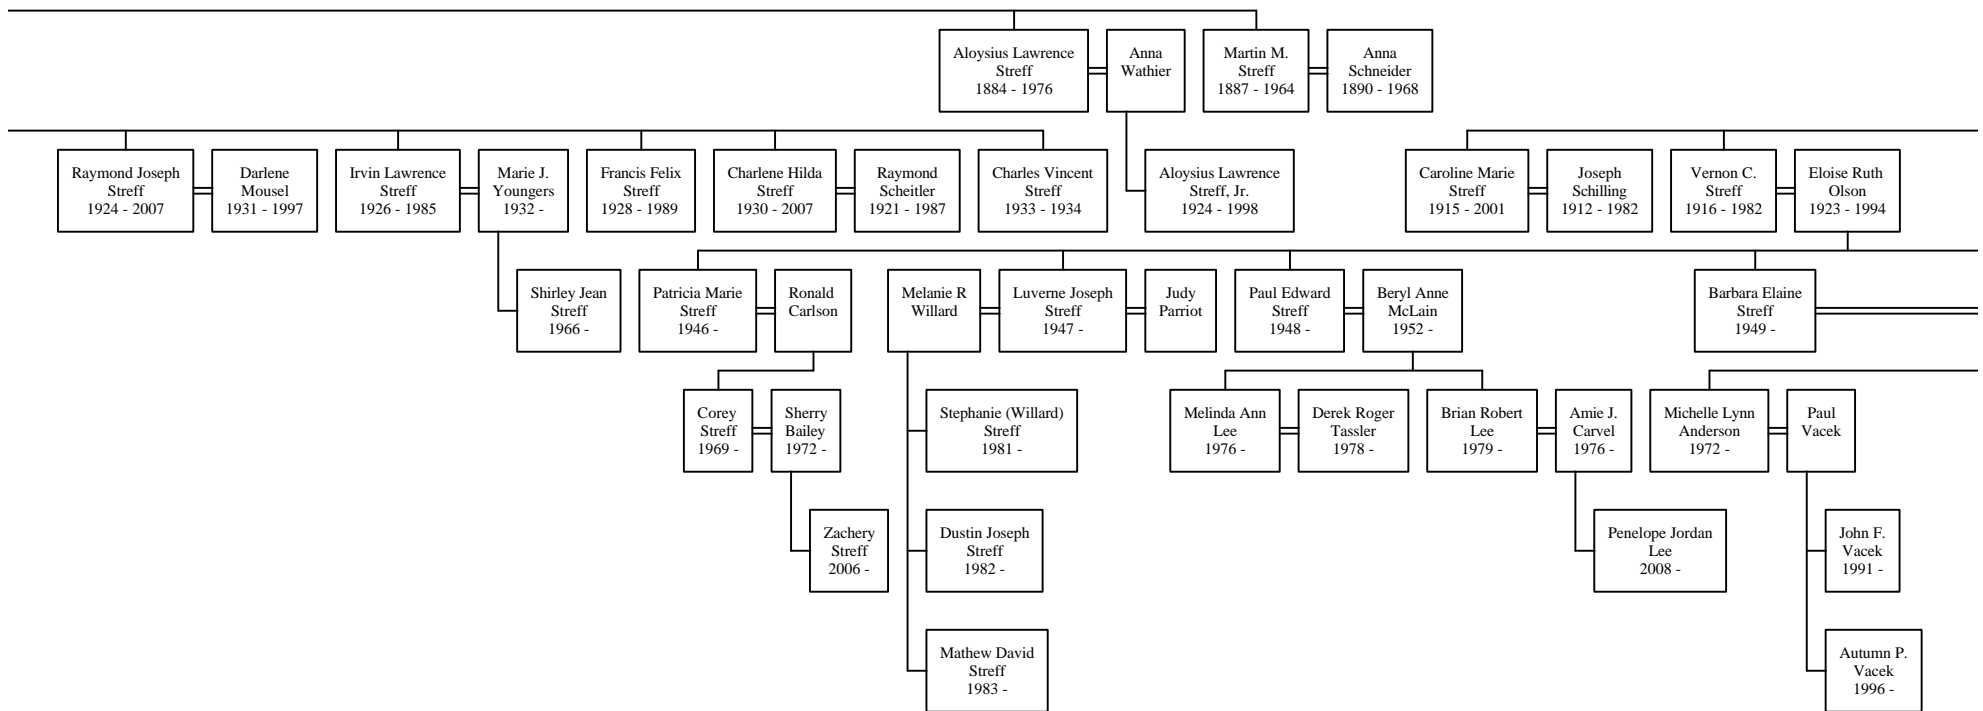 Aloysius Lawrence
Streff
1884 - 1976
Anna
Wathier
Martin M.
Streff
1887 - 1964
Anna
Schneider
1890 - 1968
Raymond Joseph
Streff
1924 - 2007
Darlene
Mousel
1931 - 1997
Irvin Lawrence
Streff
1926 - 1985
Marie J.
Youngers
1932 -
Francis Felix
Streff
1928 - 1989
Charlene Hilda
Streff
1930 - 2007
Raymond
Scheitler
1921 - 1987
Charles Vincent
Streff
1933 - 1934
Aloysius Lawrence
Streff, Jr.
1924 - 1998
Caroline Marie
Streff
1915 - 2001
Joseph
Schilling
1912 - 1982
Vernon C.
Streff
1916 - 1982
Eloise Ruth
Olson
1923 - 1994
Shirley Jean
Streff
1966 -
Patricia Marie
Streff
1946 -
Ronald
Carlson
Melanie R
Willard
Luverne Joseph
Streff
1947 -
Judy
Parriot
Paul Edward
Streff
1948 -
Beryl Anne
McLain
1952 -
Barbara Elaine
Streff
1949 -
Corey
Streff
1969 -
Sherry
Bailey
1972 -
Stephanie (Willard)
Streff
1981 -
Melinda Ann
Lee
1976 -
Derek Roger
Tassler
1978 -
Brian Robert
Lee
1979 -
Amie J.
Carvel
1976 -
Michelle Lynn
Anderson
1972 -
Paul
Vacek
Zachery
Streff
2006 -
Dustin Joseph
Streff
1982 -
Penelope Jordan
Lee
2008 -
John F.
Vacek
1991 -
Mathew David
Streff
1983 -
Autumn P.
Vacek
1996 -